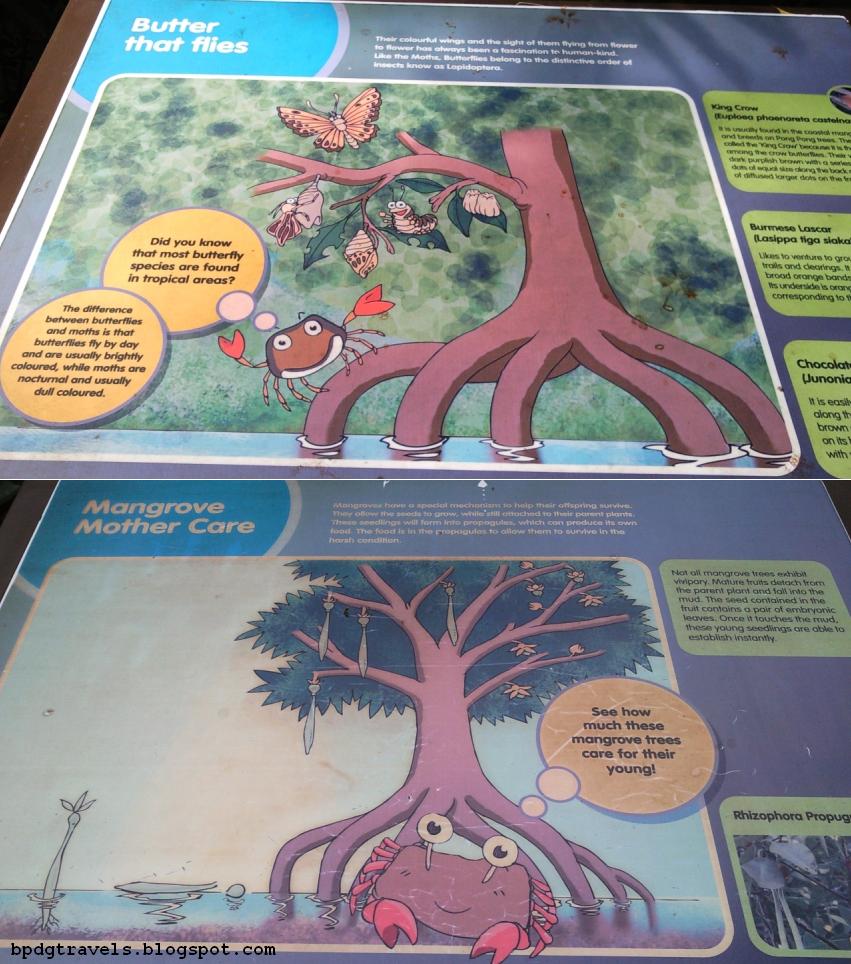 Butter
that flies
Their colourful wings and the sight of them flying from flower
to flower has always been a fascination to human-kind.
Like the Moths, Butterflies belong to the distinctive order of
insects know as Lapidoptera.
King Crow
(Euploea phaenareta casteina
It is usually found in the coastal man
and breeds on Pong Pong trees. The
called the 'King Crow' because it is th
among the crow butterflies. Their
dark purplish brown with a series
dots of equal size along the back
of diffused larger dots on the fr
Burmese Lascar
(Lasippa tiga siaka
Likes to venture to grou
trails and clearings. It
broad orange bands
Its underside is oran
corresponding to t
Chocolate
(Junonia
It is easil
along th
brown
on its
with
Did you know
that most butterfly
species are found
in tropical areas?
The difference
between butterflies
and moths is that
butterflies fly by day
and are usually brightly
coloured, while moths are
nocturnal and usually
dull coloured.
Mangrove
Mother Care
Mangroves have a special mechanism to help their offspring survive.
They allow the seeds to grow, while still attached to their parent plants.
These seedlings will form into propagules, which can produce its own
food. The food is in the propagules to allow them to survive in the
harsh condition.
Not all mangrove trees exhibit
vivipary. Mature fruits detach from
the parent plant and fall into the
mud. The seed contained in the
fruit contains a pair of embryonic
leaves. Once it touches the mud,
these young seedlings are able to
establish instantly.
See how
much these
mangrove trees
care for their
young!
Rhizophora Propug
bpdgtravels.blogspot.com